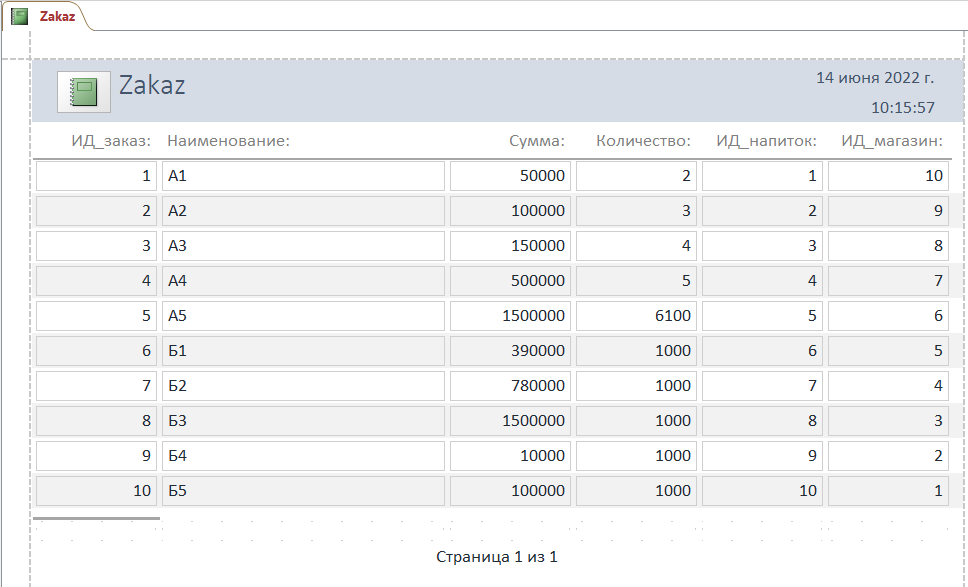 Zakaz
Zakaz
14 июня 2022 г.
10:15:57
ИД_заказ: Наименование: Сумма: Количество: ИД_напиток: ИД_магазин:
1 А1 50000 2 1 10
2 А2 100000 3 2 9
3 А3 150000 4 3 8
4 А4 500000 5 4 7
5 А5 1500000 6100 5 6
6 Б1 390000 1000 6 5
7 Б2 780000 1000 7 4
8 Б3 1500000 1000 8 3
9 Б4 10000 1000 9 2
10 Б5 100000 1000 10 1
Страница 1 из 1